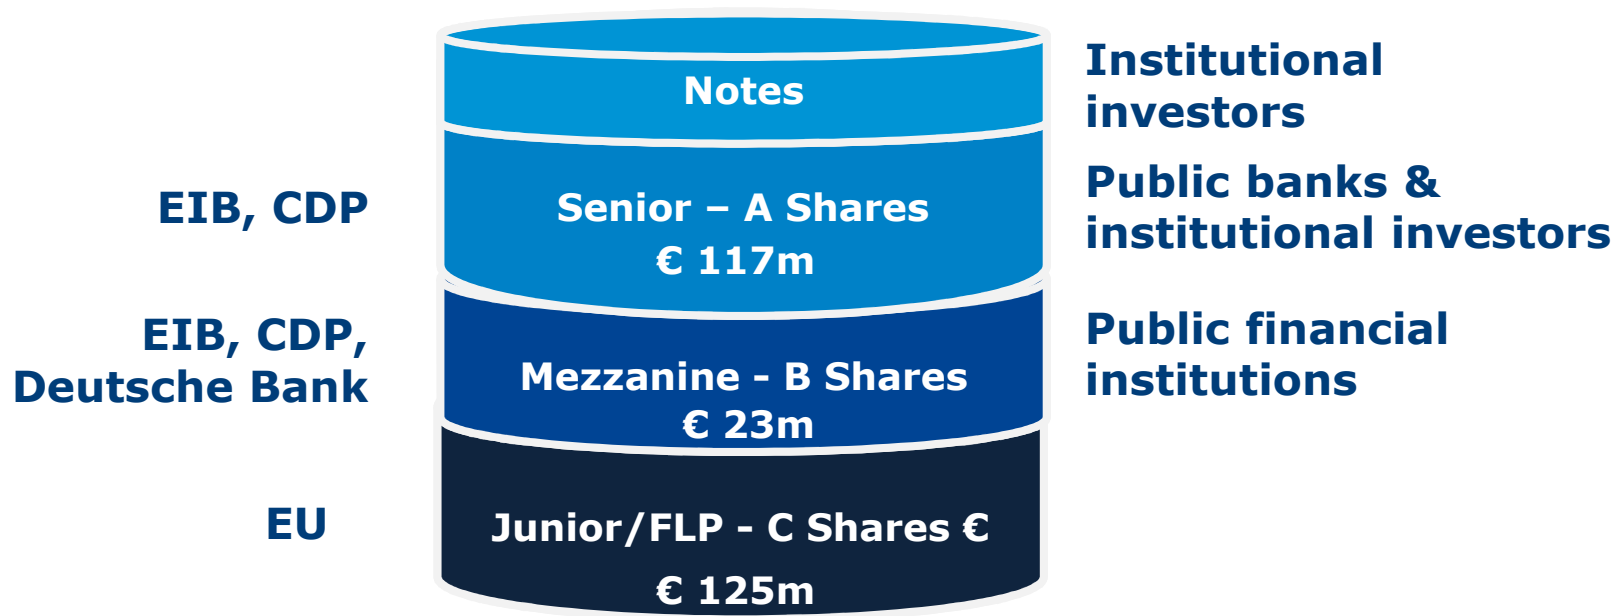 Notes
Institutional
investors
EIB, CDP
Senior – A Shares
€ 117m
Public banks &
institutional investors
EIB, CDP,
Deutsche Bank
Mezzanine - B Shares
€ 23m
Public financial
institutions
EU
Junior/FLP - C Shares €
€ 125m